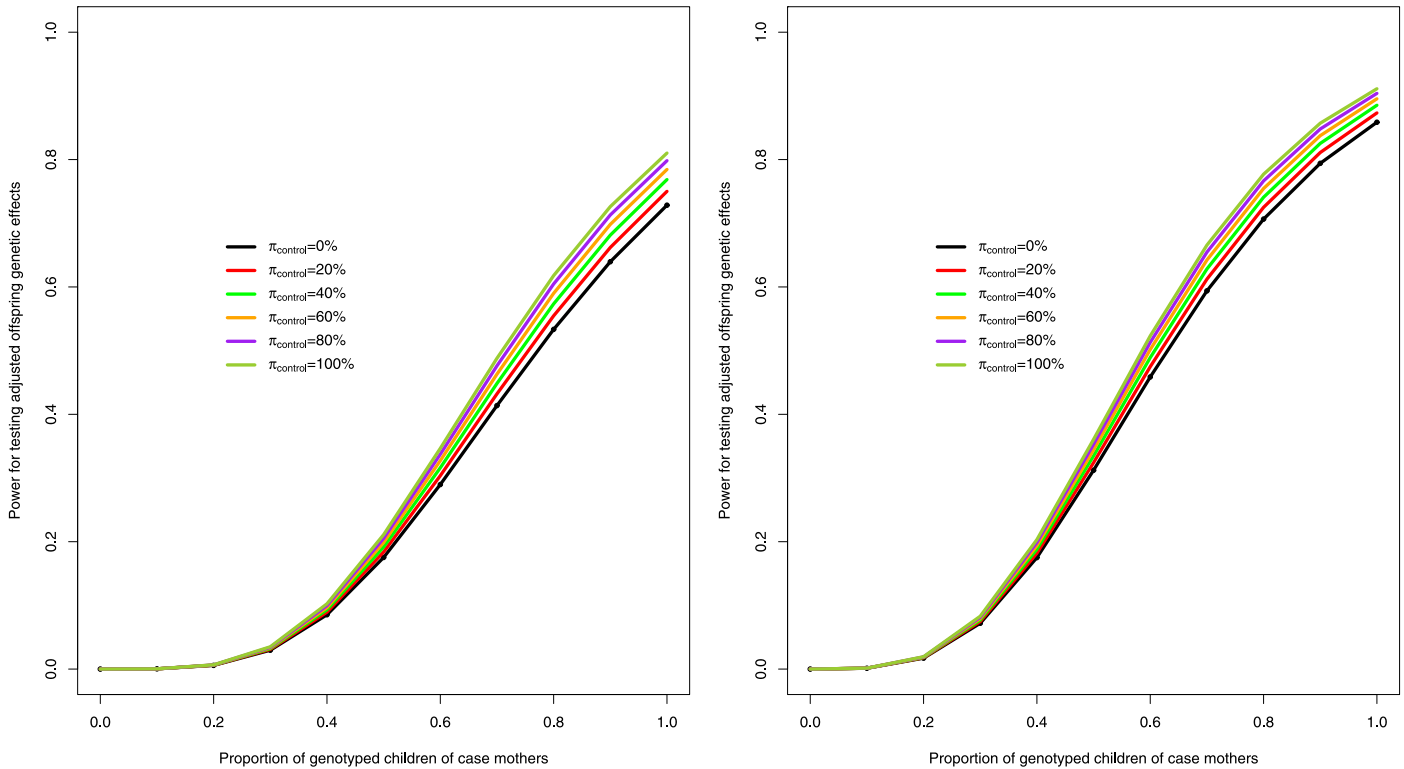 Power for testing adjusted offspring genetic effects
1.0
0.8
0.6
0.4
0.2
0.0
πcontrol=0%
πcontrol=20%
πcontrol=40%
πcontrol=60%
πcontrol=80%
πcontrol=100%
0.0 0.2 0.4 0.6 0.8 1.0
Proportion of genotyped children of case mothers
Power for testing adjusted offspring genetic effects
1.0
0.8
0.6
0.4
0.2
0.0
πcontrol=0%
πcontrol=20%
πcontrol=40%
πcontrol=60%
πcontrol=80%
πcontrol=100%
0.0 0.2 0.4 0.6 0.8 1.0
Proportion of genotyped children of case mothers